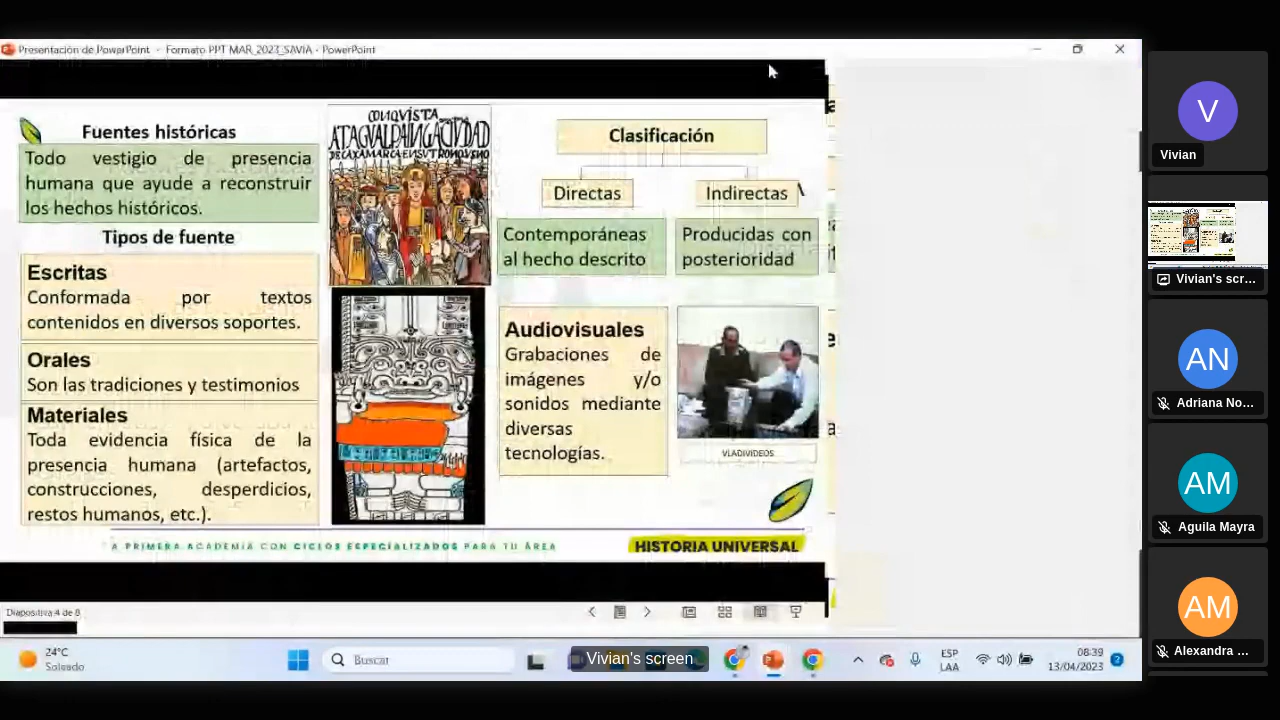 Presentación de PowerPoint - Formato PPT MAR_2023_SAVIA - PowerPoint
Fuentes históricas
Todo vestigio de presencia
humana que ayude a reconstruir
los hechos históricos.
Tipos de fuente
Escritas
Conformada por textos
contenidos en diversos soportes.
Orales
Son las tradiciones y testimonios
Materiales
Toda evidencia física de la
presencia humana (artefactos,
construcciones, desperdicios,
restos humanos, etc.).
CONQVISTA
Clasificación
Directas
Indirectas
Contemporáneas
al hecho descrito
Producidas con
posterioridad
Audiovisuales
Grabaciones de
imágenes y/o
sonidos mediante
diversas
tecnologías.
VLADIVIDEOS
A PRIMERA ACADEMIA CON CICLOS ESPECIALIZADOS PARA TU ÁREA
HISTORIA UNIVERSAL
Diapositiva 4 de 8
24°C
Soleado
Buscar
Vivian's screen
ESP
LAA
08:39
13/04/2023
2
V
Vivian
Vivian's scr...
AN
Adriana No...
AM
Aguila Mayra
AM
Alexandra ...